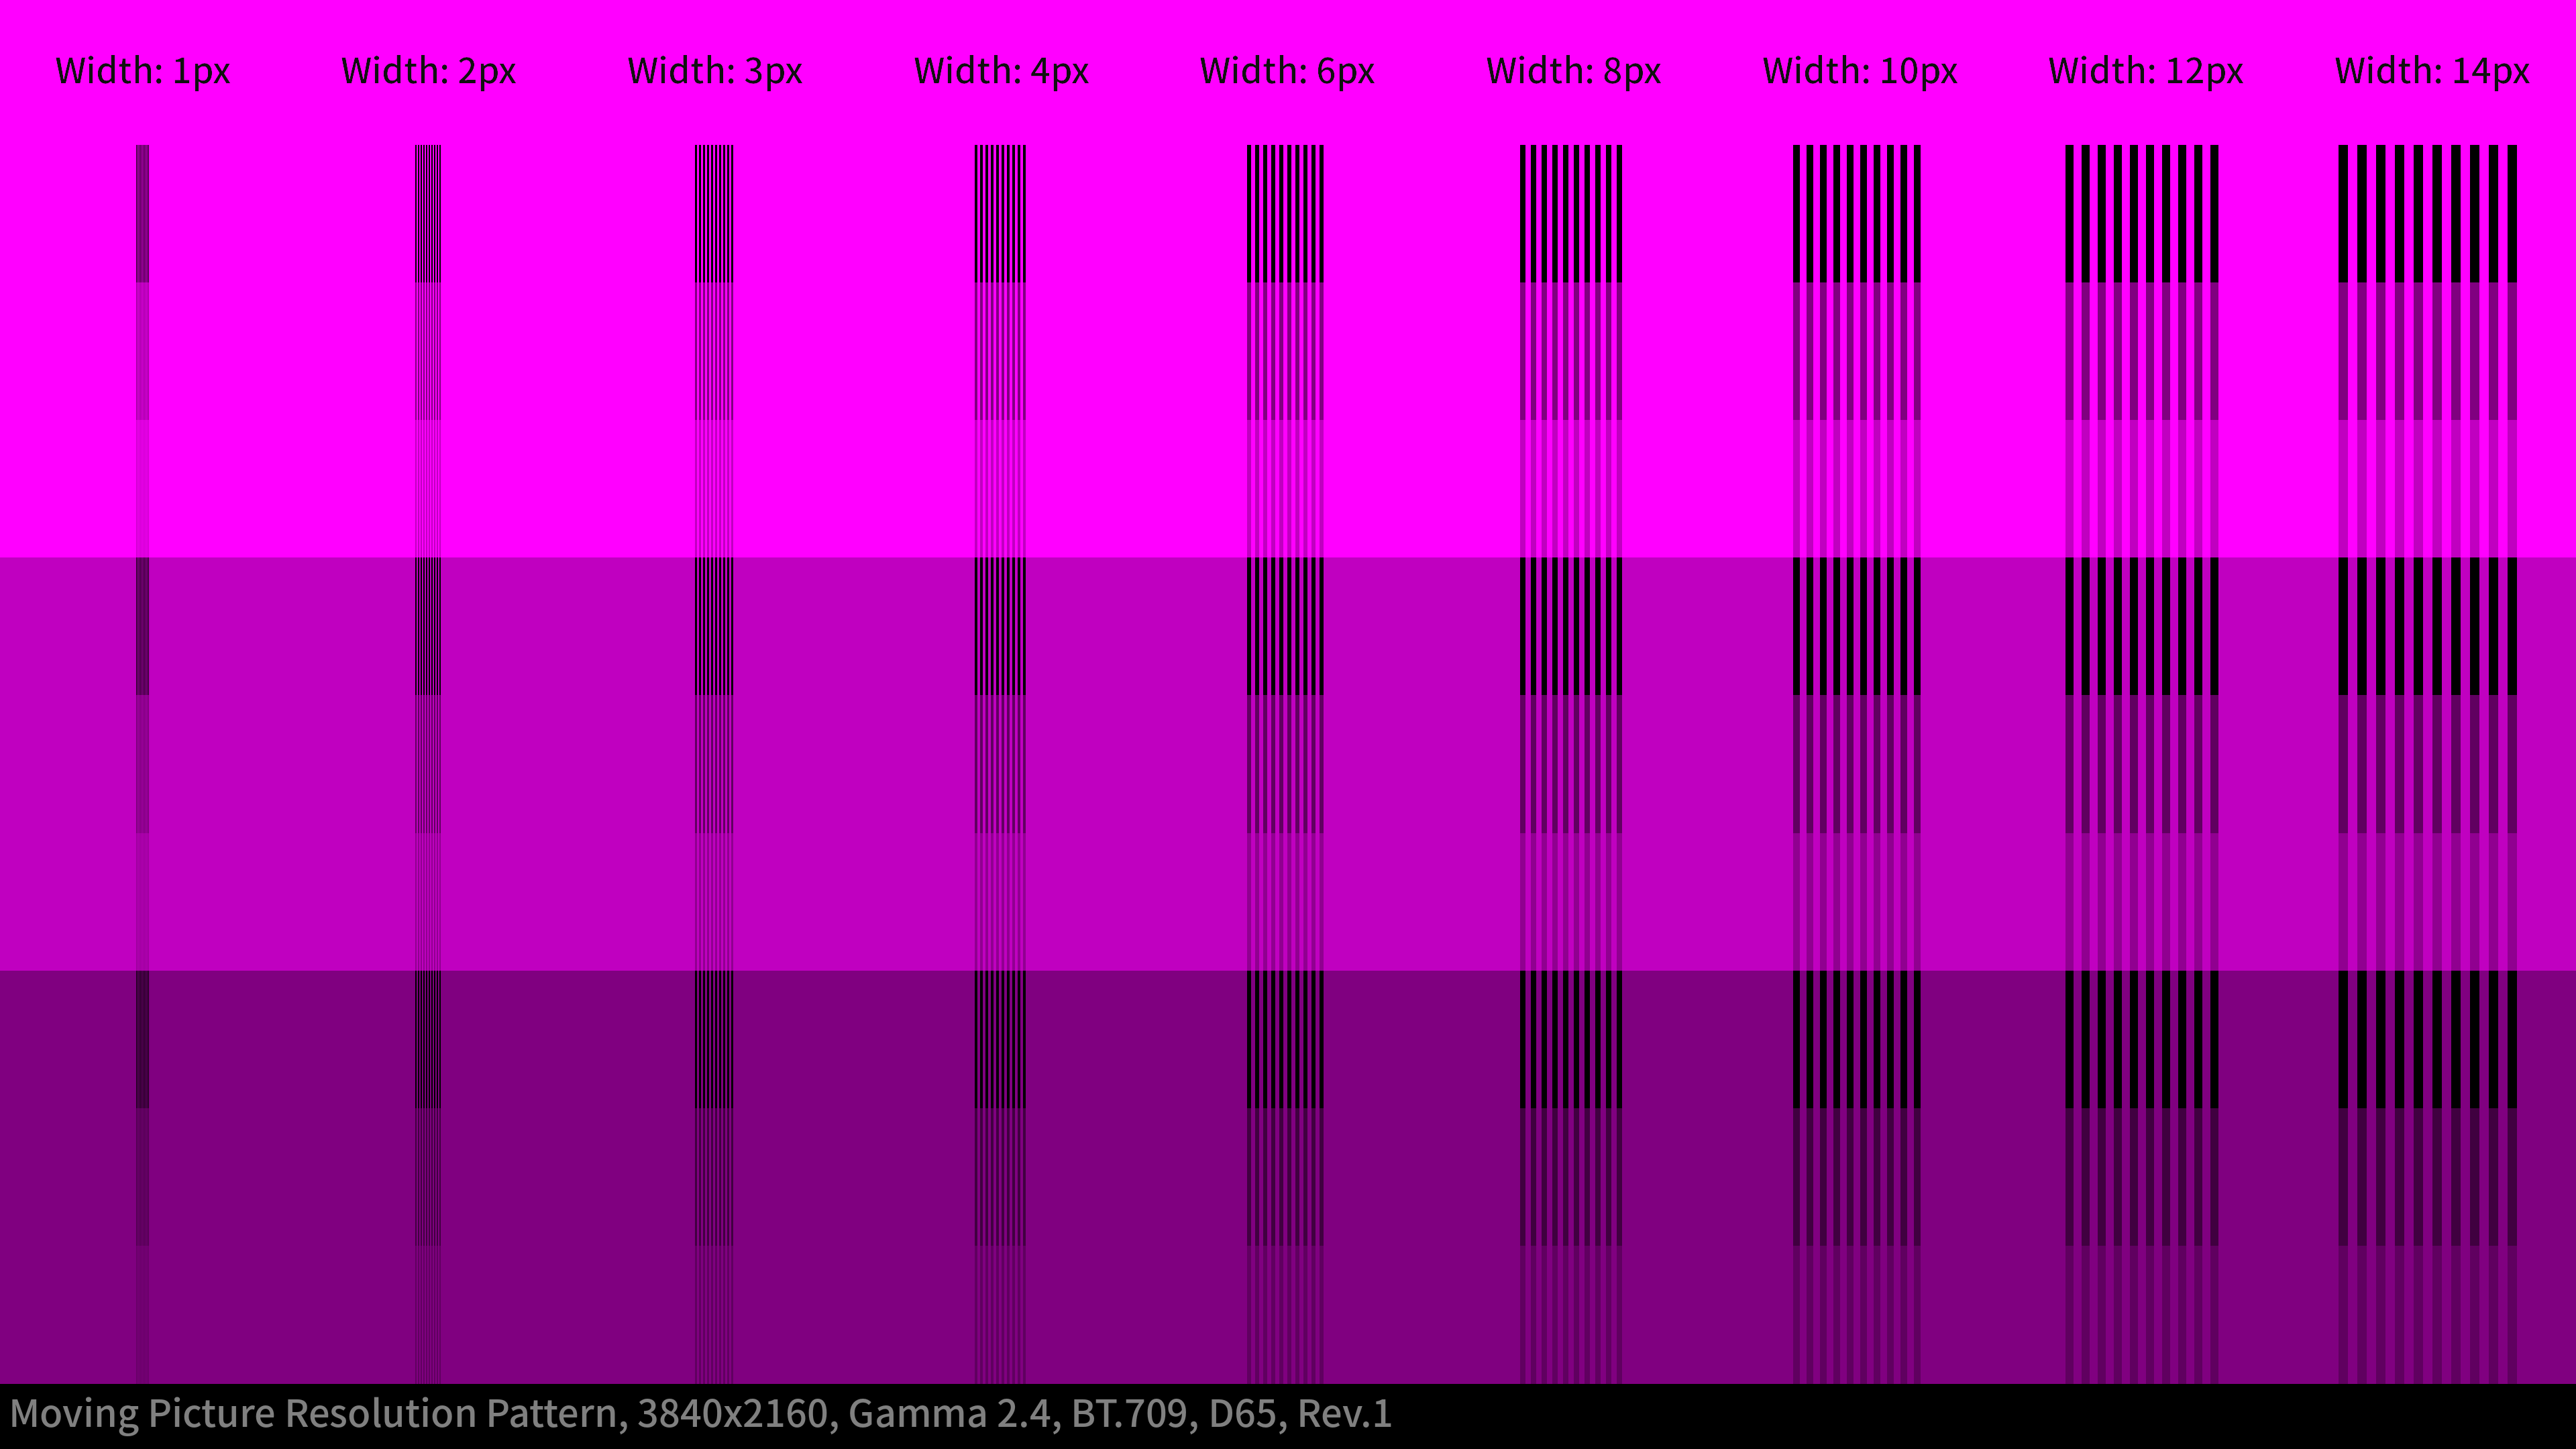 Width: 1px Width: 2px Width: 3px Width: 4px Width: 6px Width: 8px Width: 10px Width: 12px Width: 14px
Moving Picture Resolution Pattern, 3840x2160, Gamma 2.4, BT.709, D65, Rev.1